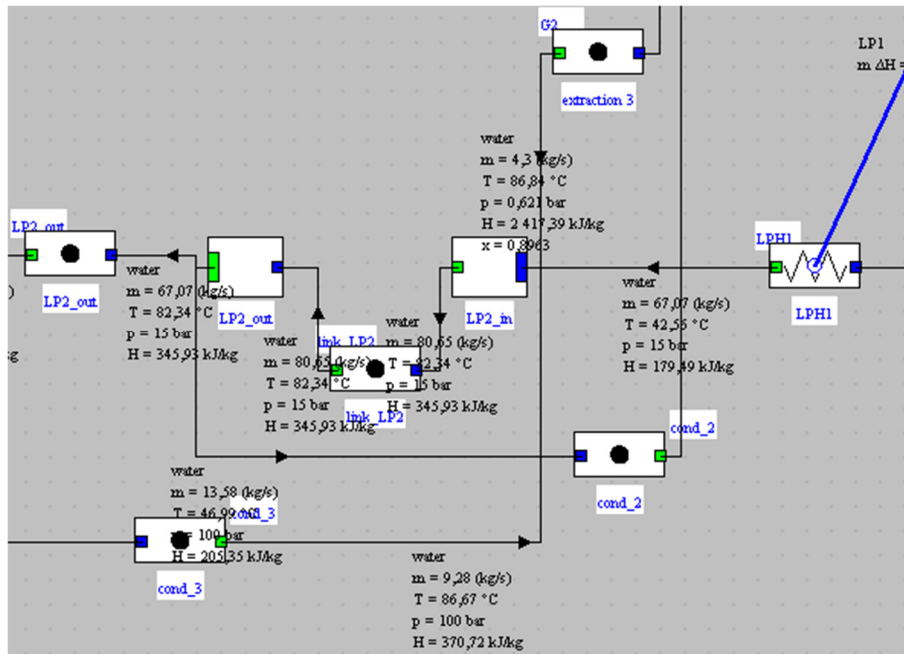 G2
extraction 3
LP1
m ΔH =
water
m = 4,3 (kg/s)
T = 86,84 °C
p = 0,621 bar
H = 2 417,39 kJ/kg
x = 0,8963
LP2_out
LP2_out
water
m = 67,07 (kg/s)
T = 82,34 °C
p = 15 bar
H = 345,93 kJ/kg
LP2_out
LP2_in
LPH1
LPH1
water
m = 67,07 (kg/s)
T = 42,56 °C
p = 15 bar
H = 179,49 kJ/kg
link_LP2
link_LP2
water
m = 80,65 (kg/s)
T = 82,34 °C
p = 15 bar
H = 345,93 kJ/kg
water
m = 80,65 (kg/s)
T = 82,34 °C
p = 15 bar
H = 345,93 kJ/kg
cond_2
cond_2
water
m = 13,58 (kg/s)
T = 46,99 °C
= 100 bar
H = 205,35 kJ/kg
cond_3
cond_3
water
m = 9,28 (kg/s)
T = 86,67 °C
p = 100 bar
H = 370,72 kJ/kg